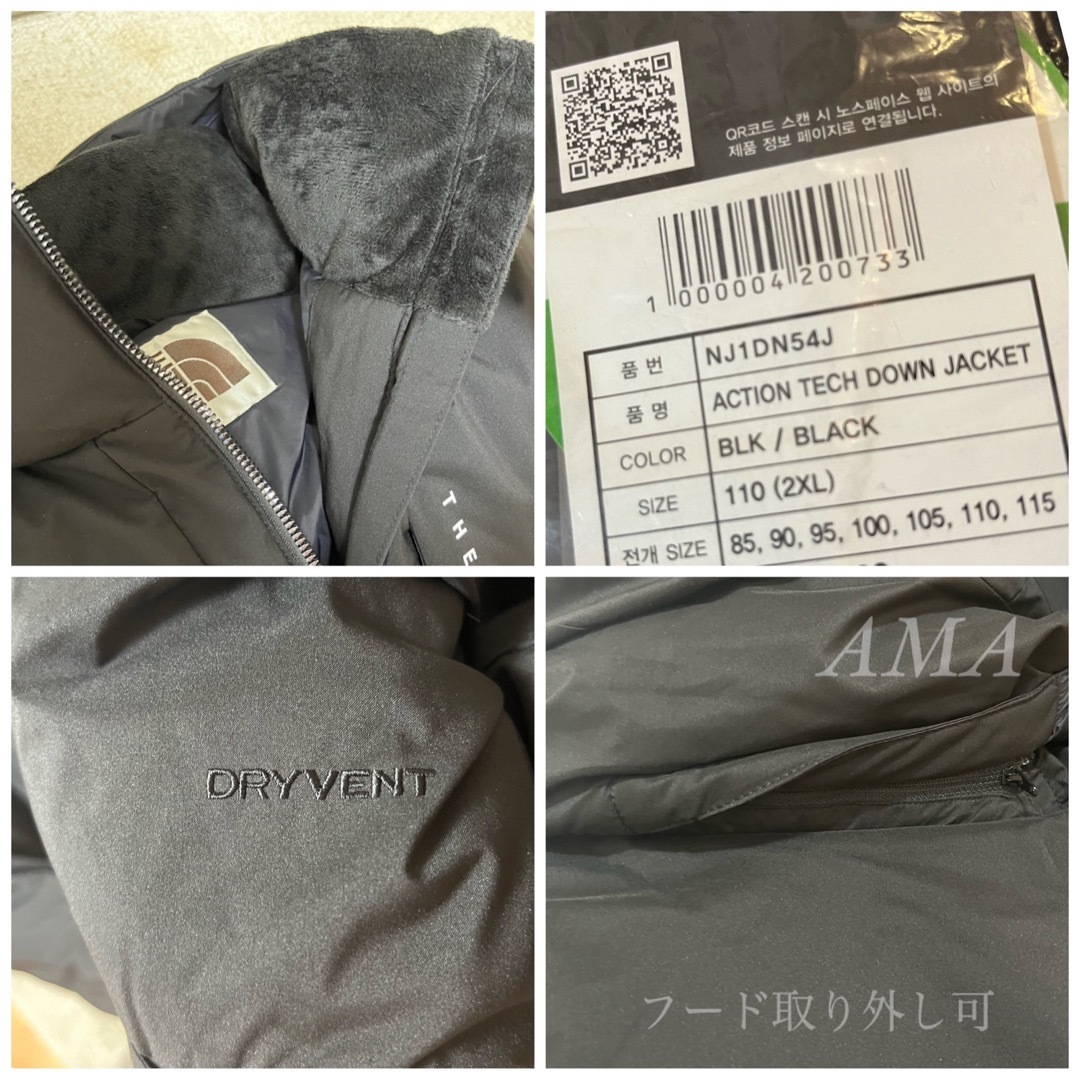 THE
QR코드 스캔 시 노스페이스 웹 사이트의
제품 정보 페이지로 연결됩니다.
1 000004 200733
품 번 NJ1DN54J
품 명 ACTION TECH DOWN JACKET
COLOR BLK / BLACK
SIZE 110 (2XL)
전개 SIZE 85, 90, 95, 100, 105, 110, 115
DRYVENT
AMA
フード取り外し可